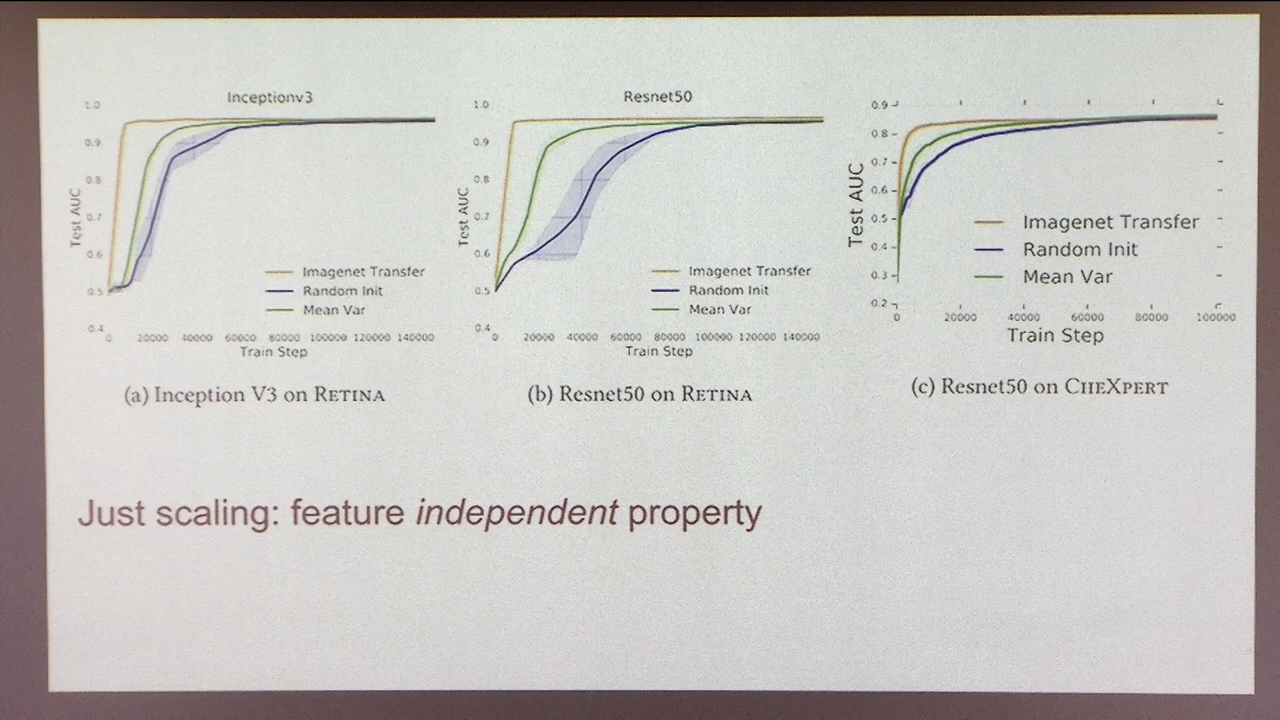 Inceptionv3
1.0
0.9
0.8
0.7
0.6
0.5
0.4
Test AUC
Imagenet Transfer
Random Init
Mean Var
0 20000 40000 60000 80000 100000 120000 140000
Train Step
(a) Inception V3 on RETINA
Resnet50
1.0
0.9
0.8
0.7
0.6
0.5
0.4
Test AUC
Imagenet Transfer
Random Init
Mean Var
0 20000 40000 60000 80000 100000 120000 140000
Train Step
(b) Resnet50 on RETINA
0.9
0.8
0.7
0.6
0.5
0.4
0.3
0.2
Test AUC
Imagenet Transfer
Random Init
Mean Var
0 20000 40000 60000 80000 100000
Train Step
(c) Resnet50 on CHEXPERT
Just scaling: feature independent property